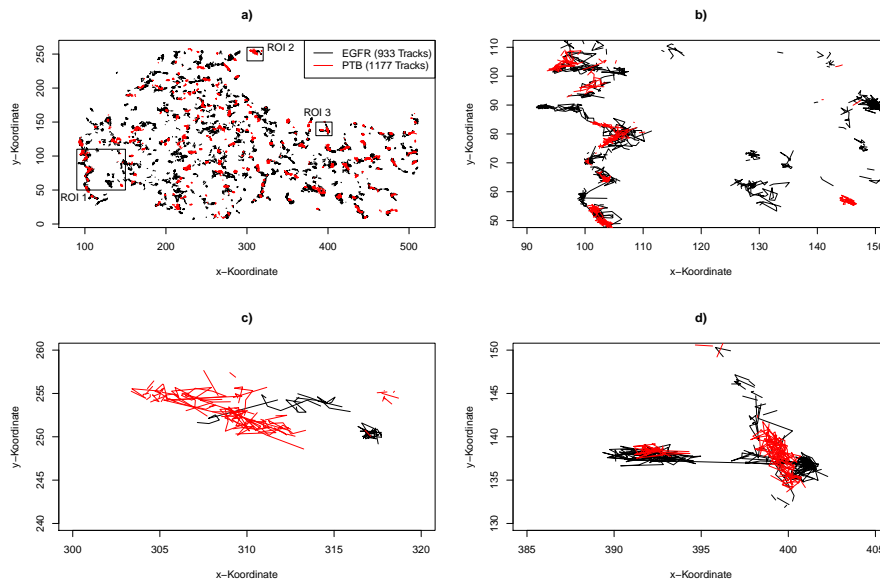 a)
ROI 2
EGFR (933 Tracks)
PTB (1177 Tracks)
ROI 3
ROI 1
y−Koordinate
0 50 100 150 200 250
100 200 300 400 500
x−Koordinate
b)
y−Koordinate
50 60 70 80 90 100 110
90 100 110 120 130 140 150
x−Koordinate
c)
y−Koordinate
240 245 250 255 260
300 305 310 315 320
x−Koordinate
d)
y−Koordinate
130 135 140 145 150
385 390 395 400 405
x−Koordinate